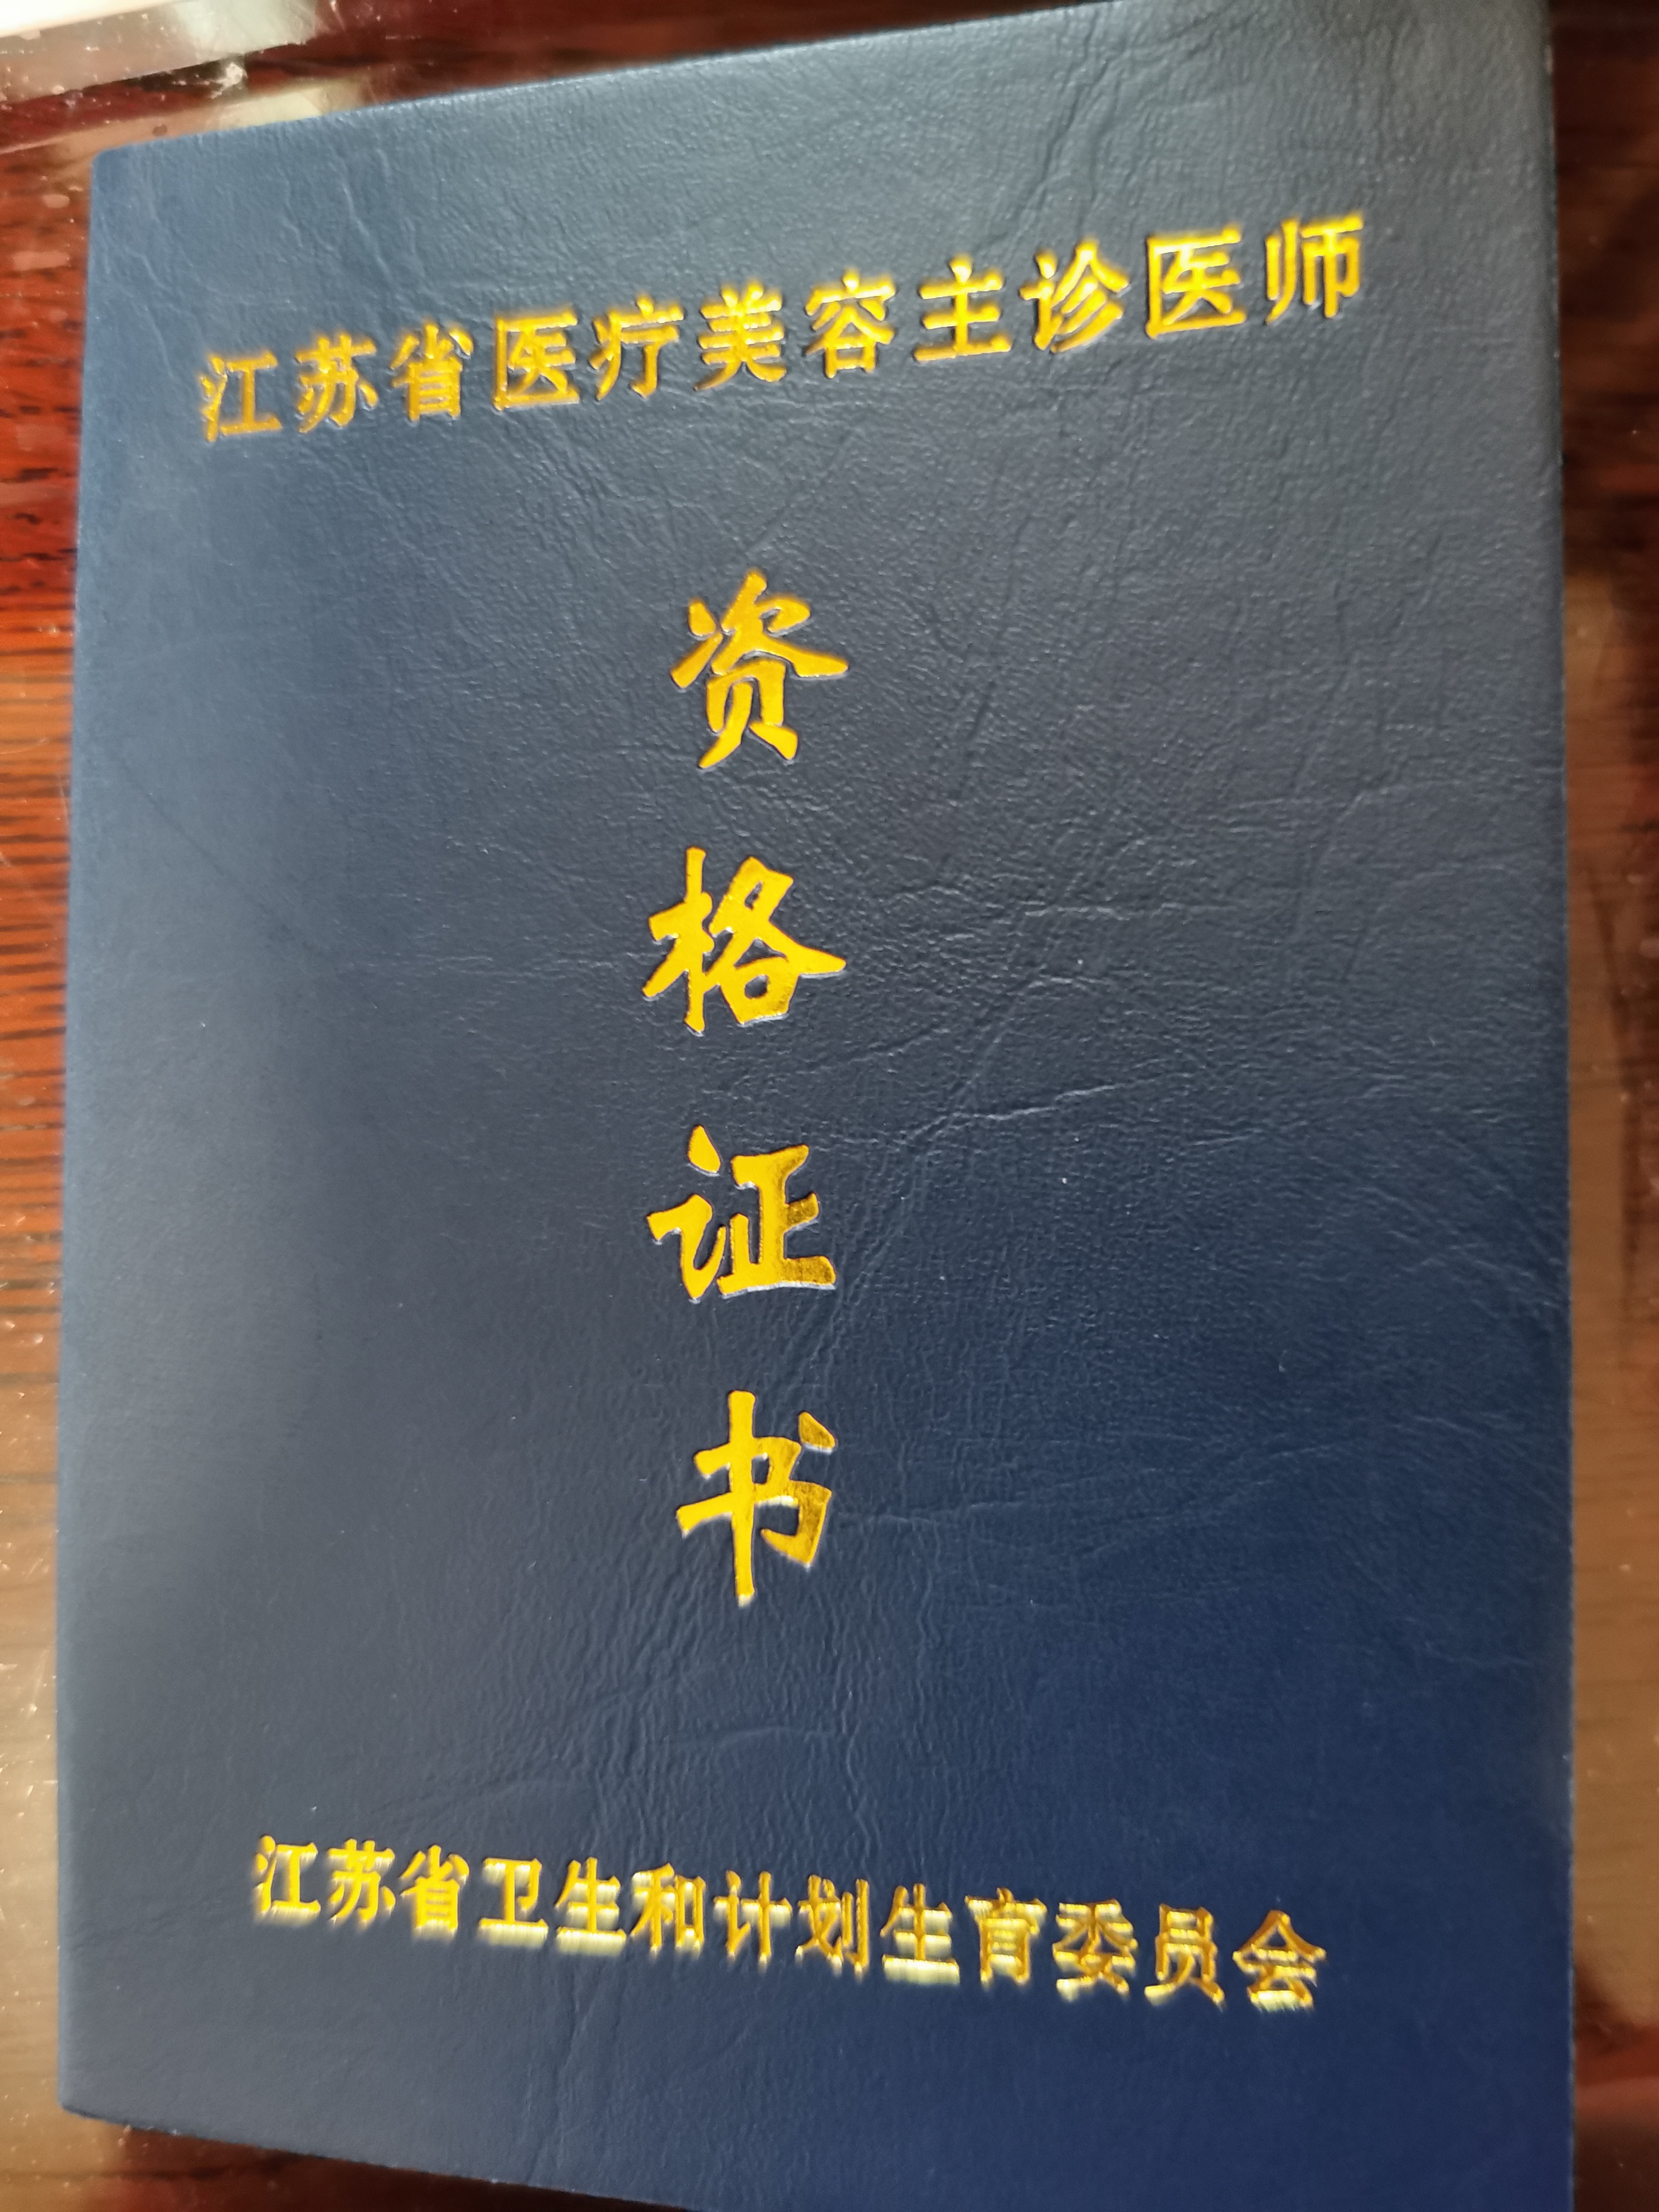 江苏省医疗美容主诊医师
资格证书
江苏省卫生和计划生育委员会